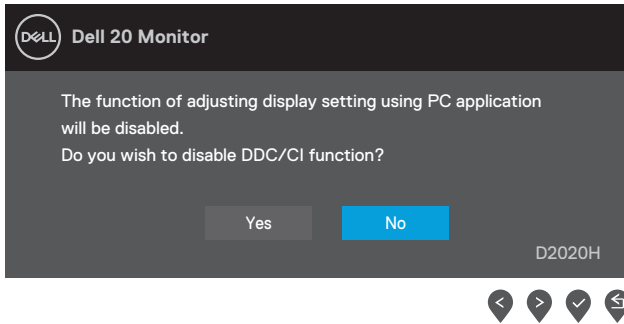 DELL Dell 20 Monitor
The function of adjusting display setting using PC application
will be disabled.
Do you wish to disable DDC/CI function?
Yes No
D2020H